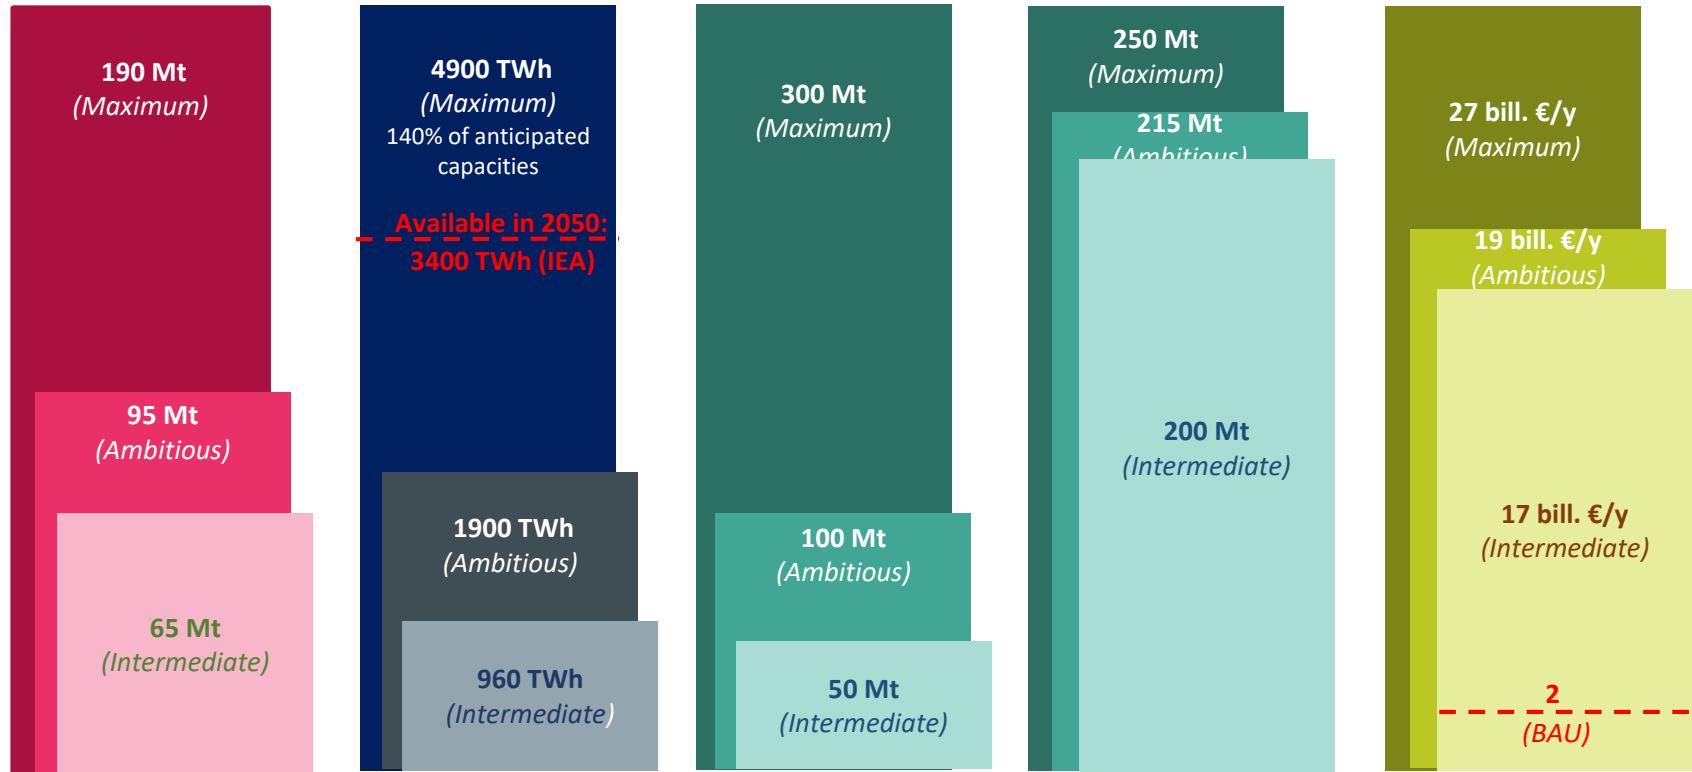 190 Mt
(Maximum)
95 Mt
(Ambitious)
65 Mt
(Intermediate)
4900 TWh
(Maximum)
140% of anticipated
capacities
Available in 2050:
3400 TWh (IEA)
1900 TWh
(Ambitious)
960 TWh
(Intermediate)
300 Mt
(Maximum)
100 Mt
(Ambitious)
50 Mt
(Intermediate)
250 Mt
(Maximum)
215 Mt
(Ambitious)
200 Mt
(Intermediate)
27 bill. €/y
(Maximum)
19 bill. €/y
(Ambitious)
17 bill. €/y
(Intermediate)
2
(BAU)